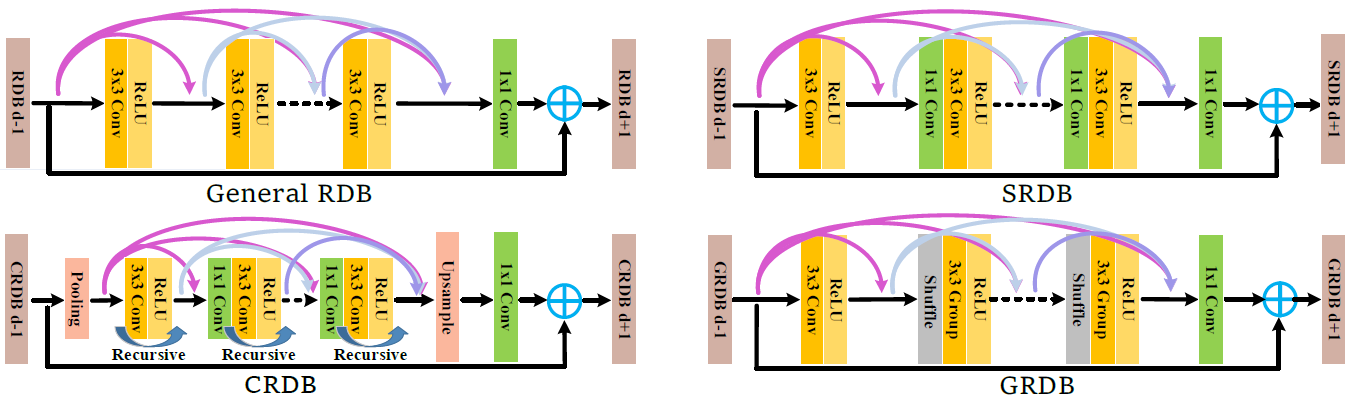 RDB d-1
3x3 Conv
ReLU
3x3 Conv
ReLU
3x3 Conv
ReLU
1x1 Conv
RDB d+1
General RDB
SRDB d-1
3x3 Conv
ReLU
1x1 Conv
3x3 Conv
ReLU
1x1 Conv
3x3 Conv
ReLU
1x1 Conv
SRDB d+1
SRDB
CRDB d-1
Pooling
3x3 Conv
ReLU
Recursive
1x1 Conv
3x3 Conv
ReLU
Recursive
1x1 Conv
3x3 Conv
ReLU
Recursive
Upsample
1x1 Conv
CRDB d+1
CRDB
GRDB d-1
3x3 Conv
ReLU
Shuffle
3x3 Group
ReLU
Shuffle
3x3 Group
ReLU
1x1 Conv
GRDB d+1
GRDB